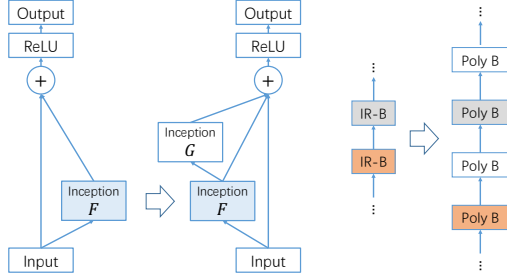 Output
ReLU
+
Inception
F
Input
Output
ReLU
+
Inception
G
Inception
F
Input
...
IR-B
IR-B
...
...
Poly B
Poly B
Poly B
Poly B
...